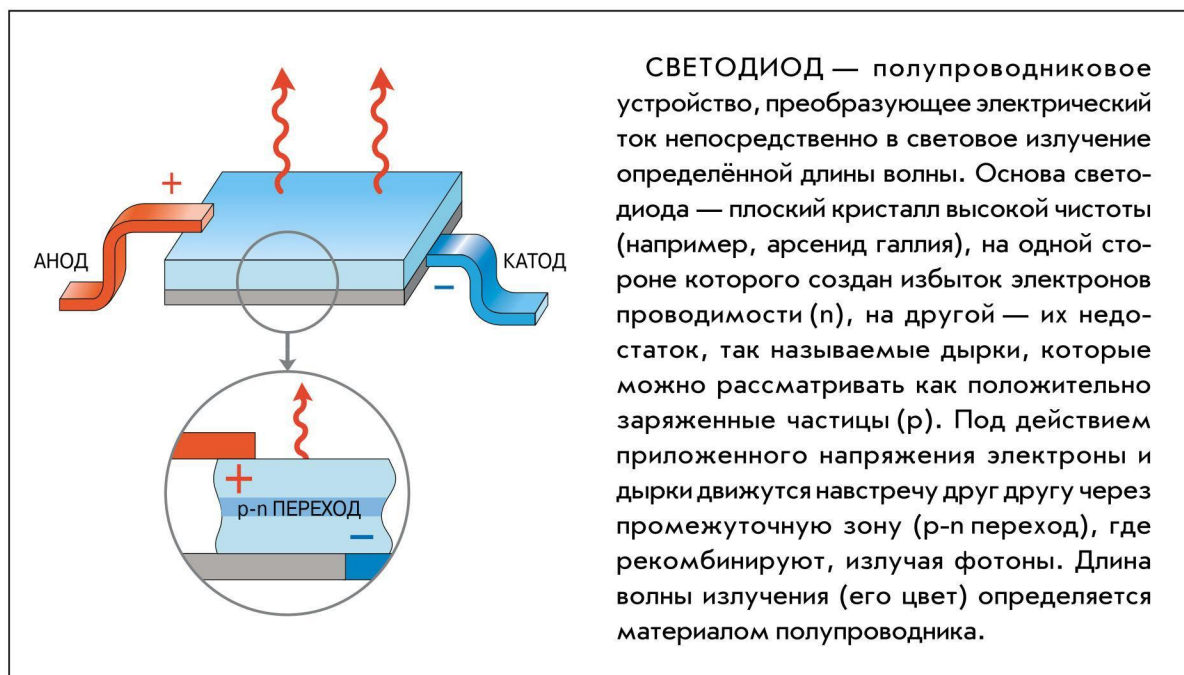 +
АНОД
КАТОД
–
+
p-n ПЕРЕХОД
–
СВЕТОДИОД — полупроводниковое
устройство, преобразующее электрический
ток непосредственно в световое излучение
определённой длины волны. Основа свето-
диода — плоский кристалл высокой чистоты
(например, арсенид галлия), на одной сто-
роне которого создан избыток электронов
проводимости (n), на другой — их недо-
статок, так называемые дырки, которые
можно рассматривать как положительно
заряженные частицы (p). Под действием
приложенного напряжения электроны и
дырки движутся навстречу друг другу через
промежуточную зону (p-n переход), где
рекомбинируют, излучая фотоны. Длина
волны излучения (его цвет) определяется
материалом полупроводника.